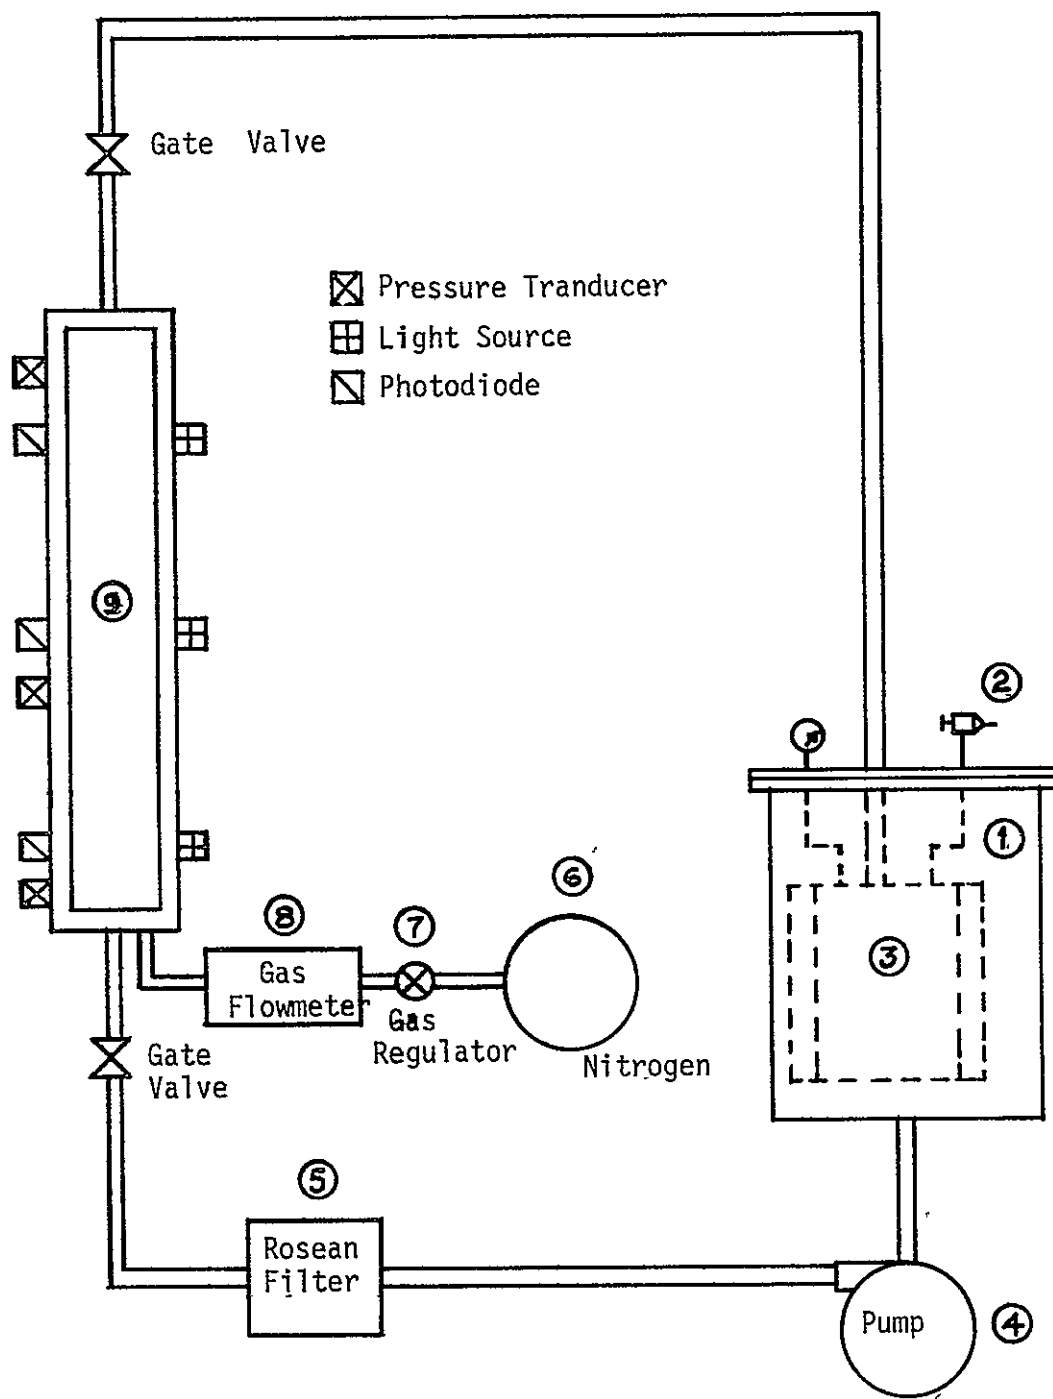 Gate Valve
Pressure Tranducer
Light Source
Photodiode
9
2
1
6
8
7
3
Gas
Flowmeter
Gas
Regulator
Nitrogen
Gate
Valve
5
Rosean
Filter
Pump
4